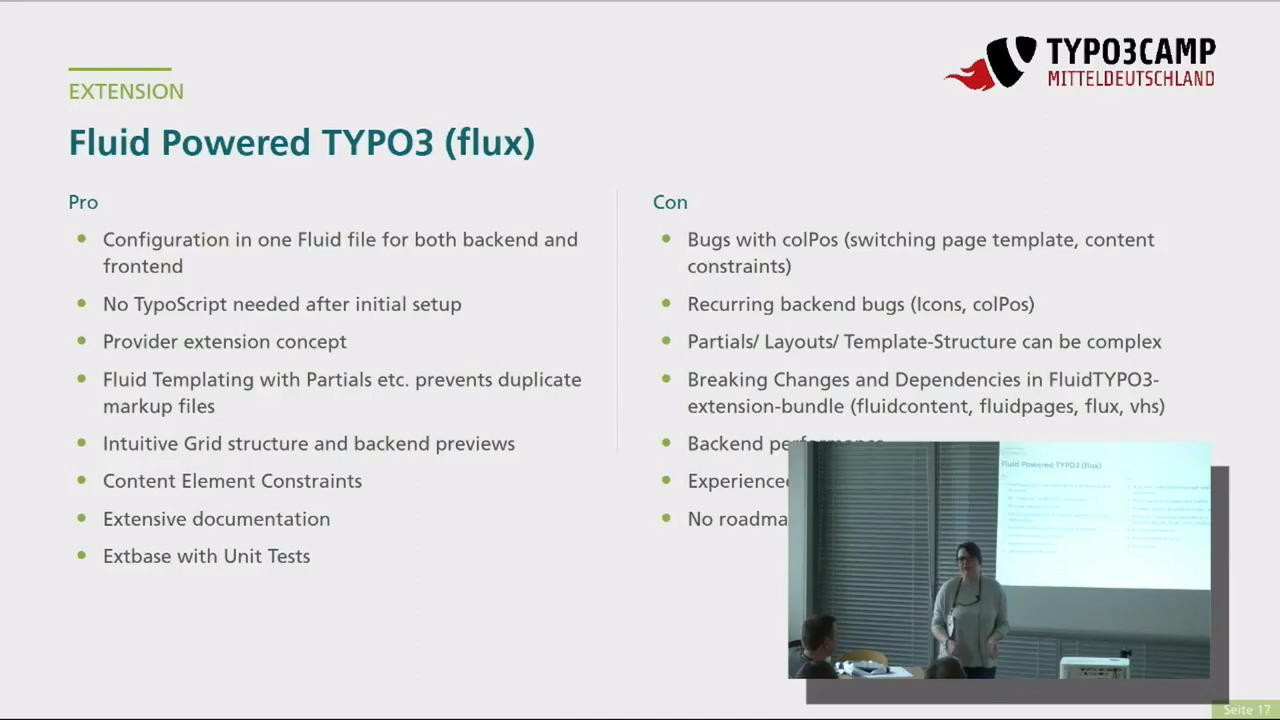 TYPO3CAMP
MITTELDEUTSCHLAND
EXTENSION
Fluid Powered TYPO3 (flux)
Pro
Configuration in one Fluid file for both backend and
frontend
No TypoScript needed after initial setup
Provider extension concept
Fluid Templating with Partials etc. prevents duplicate
markup files
Intuitive Grid structure and backend previews
Content Element Constraints
Extensive documentation
Extbase with Unit Tests
Con
Bugs with colPos (switching page template, content
constraints)
Recurring backend bugs (Icons, colPos)
Partials/ Layouts/ Template-Structure can be complex
Breaking Changes and Dependencies in FluidTYPO3-
extension-bundle (fluidcontent, fluidpages, flux, vhs)
Backend performance
Experienced
No roadma
Fluid Powered TYPO3 (flux)
Seite 17